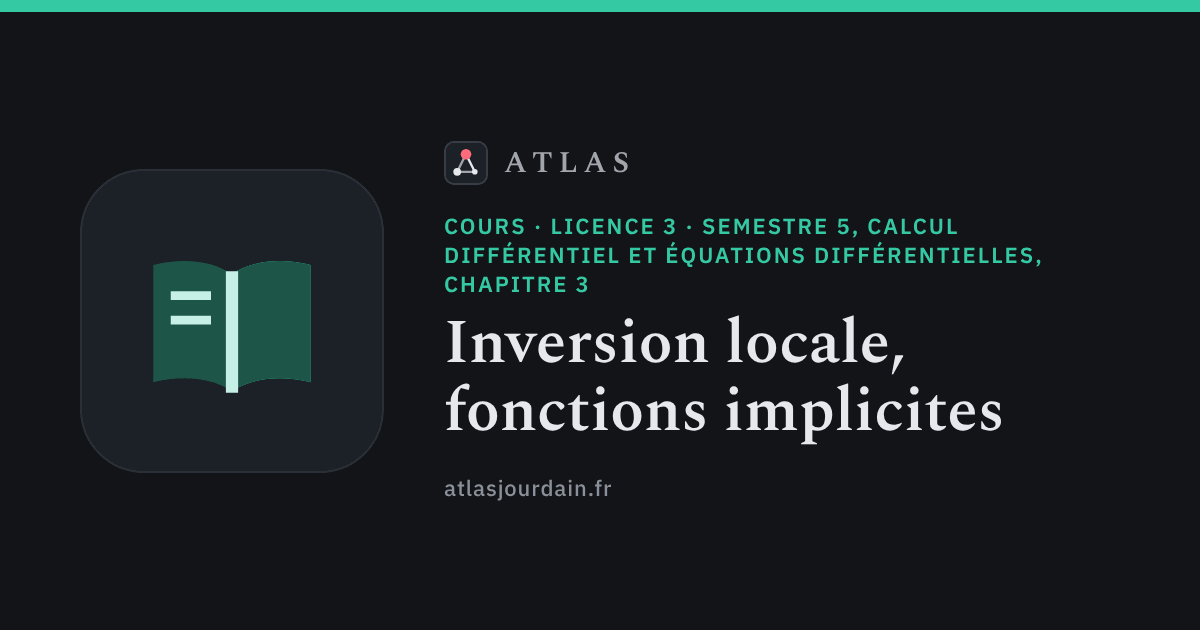 ATLAS
COURS · LICENCE 3 · SEMESTRE 5, CALCUL
DIFFÉRENTIEL ET ÉQUATIONS DIFFÉRENTIELLES,
CHAPITRE 3
Inversion locale,
fonctions implicites
atlasjourdain.fr